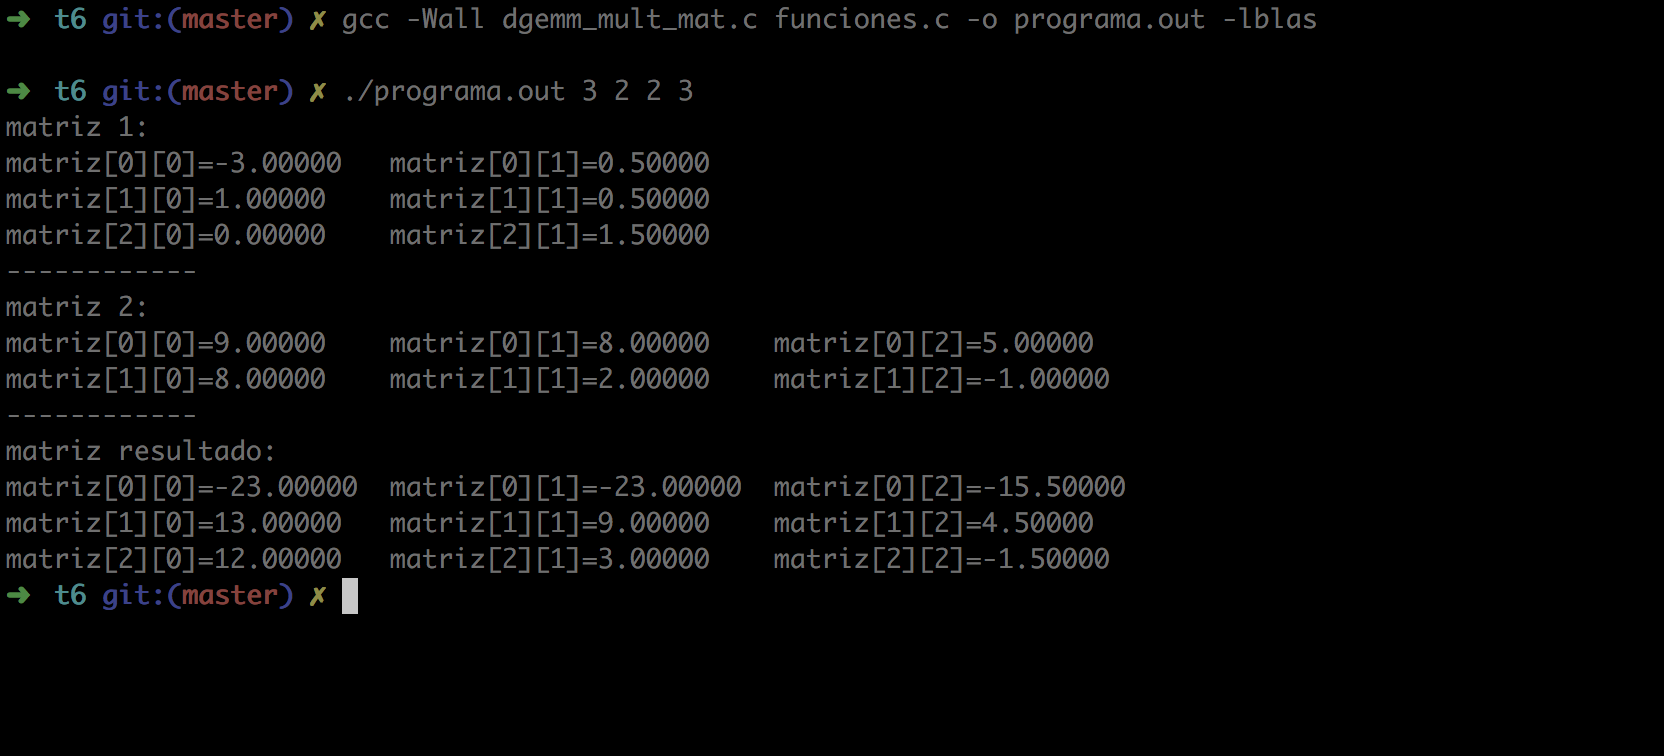 ➜  t6 git:(master) ✗ gcc -Wall dgemm_mult_mat.c funciones.c -o programa.out -lblas
➜  t6 git:(master) ✗ ./programa.out 3 2 2 3
matriz 1:
matriz[0][0]=-3.00000   matriz[0][1]=0.50000
matriz[1][0]=1.00000    matriz[1][1]=0.50000
matriz[2][0]=0.00000    matriz[2][1]=1.50000
------------
matriz 2:
matriz[0][0]=9.00000    matriz[0][1]=8.00000    matriz[0][2]=5.00000
matriz[1][0]=8.00000    matriz[1][1]=2.00000    matriz[1][2]=-1.00000
------------
matriz resultado:
matriz[0][0]=-23.00000  matriz[0][1]=-23.00000  matriz[0][2]=-15.50000
matriz[1][0]=13.00000   matriz[1][1]=9.00000    matriz[1][2]=4.50000
matriz[2][0]=12.00000   matriz[2][1]=3.00000    matriz[2][2]=-1.50000
➜  t6 git:(master) ✗